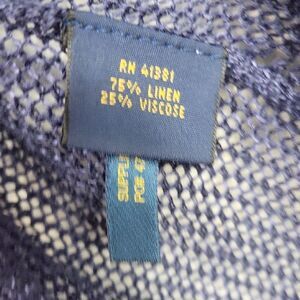 RN 41381
75% LINEN
25% VISCOSE